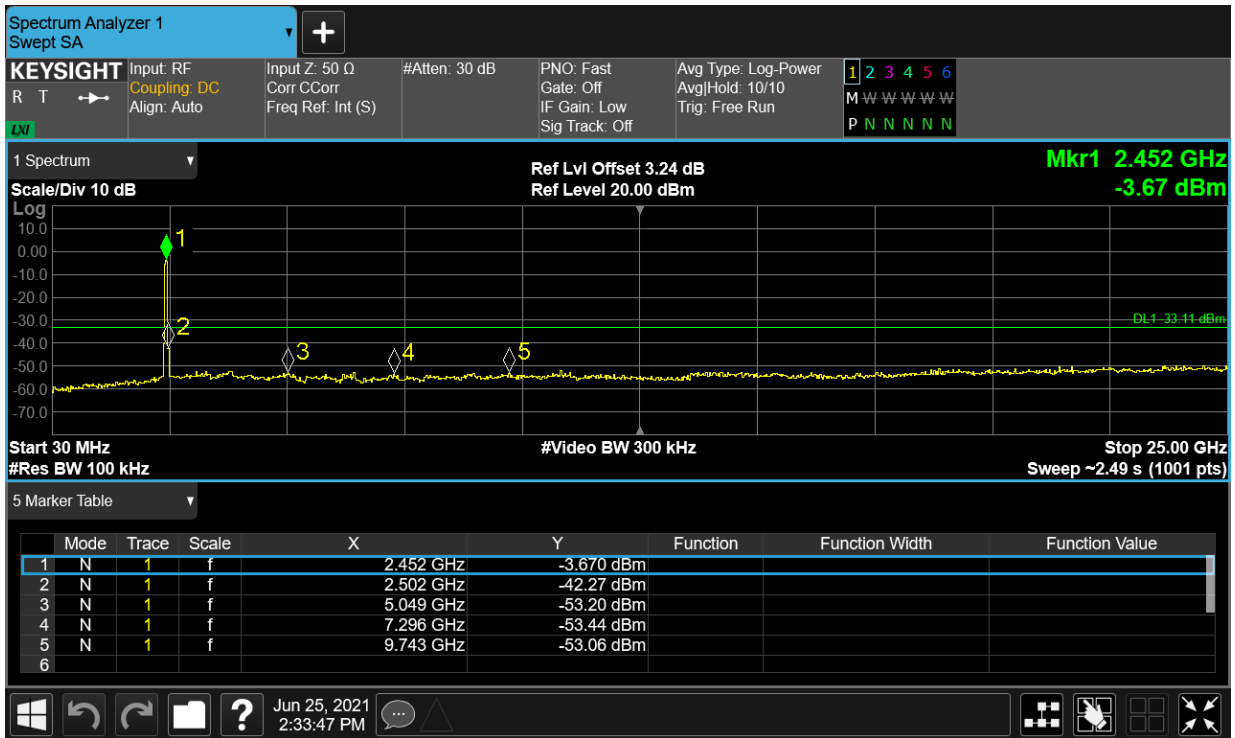 Spectrum Analyzer 1
Swept SA
KEYSIGHT
R T
LXI
Input: RF
Coupling: DC
Align: Auto
Input Z: 50 Ω
Corr CCorr
Freq Ref: Int (S)
#Atten: 30 dB
PNO: Fast
Gate: Off
IF Gain: Low
Sig Track: Off
Avg Type: Log-Power
Avg|Hold: 10/10
Trig: Free Run
1 2 3 4 5 6
M W W W W W
P N N N N N
1 Spectrum
Scale/Div 10 dB
Ref Lvl Offset 3.24 dB
Ref Level 20.00 dBm
Mkr1 2.452 GHz
-3.67 dBm
Log
10.0
0.00
-10.0
-20.0
-30.0
-40.0
-50.0
-60.0
-70.0
1
2
3
4
5
DL1 -33.11 dBm
Start 30 MHz
#Video BW 300 kHz
Stop 25.00 GHz
#Res BW 100 kHz
Sweep ~2.49 s (1001 pts)
5 Marker Table
Mode Trace Scale X Y Function Function Width Function Value
1 N 1 f 2.452 GHz -3.670 dBm
2 N 1 f 2.502 GHz -42.27 dBm
3 N 1 f 5.049 GHz -53.20 dBm
4 N 1 f 7.296 GHz -53.44 dBm
5 N 1 f 9.743 GHz -53.06 dBm
6
?
Jun 25, 2021
2:33:47 PM